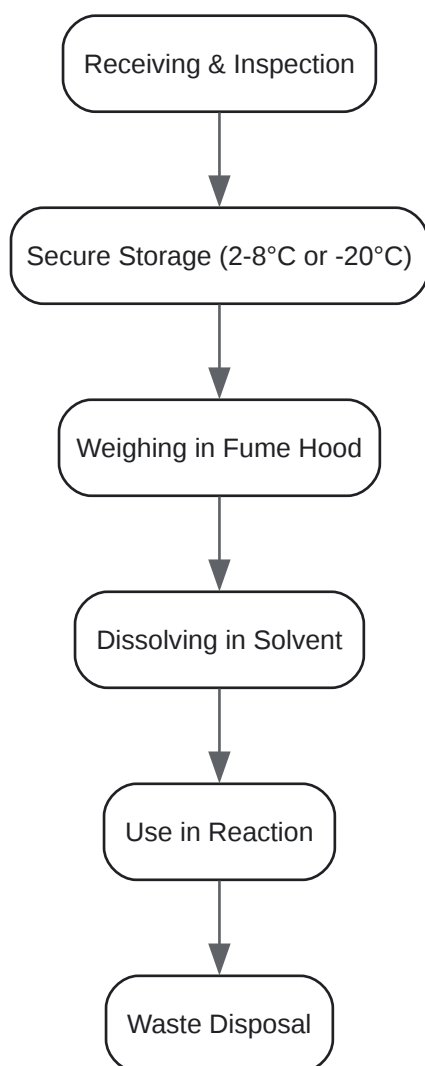 Receiving & Inspection
Secure Storage (2-8°C or -20°C)
Weighing in Fume Hood
Dissolving in Solvent
Use in Reaction
Waste Disposal